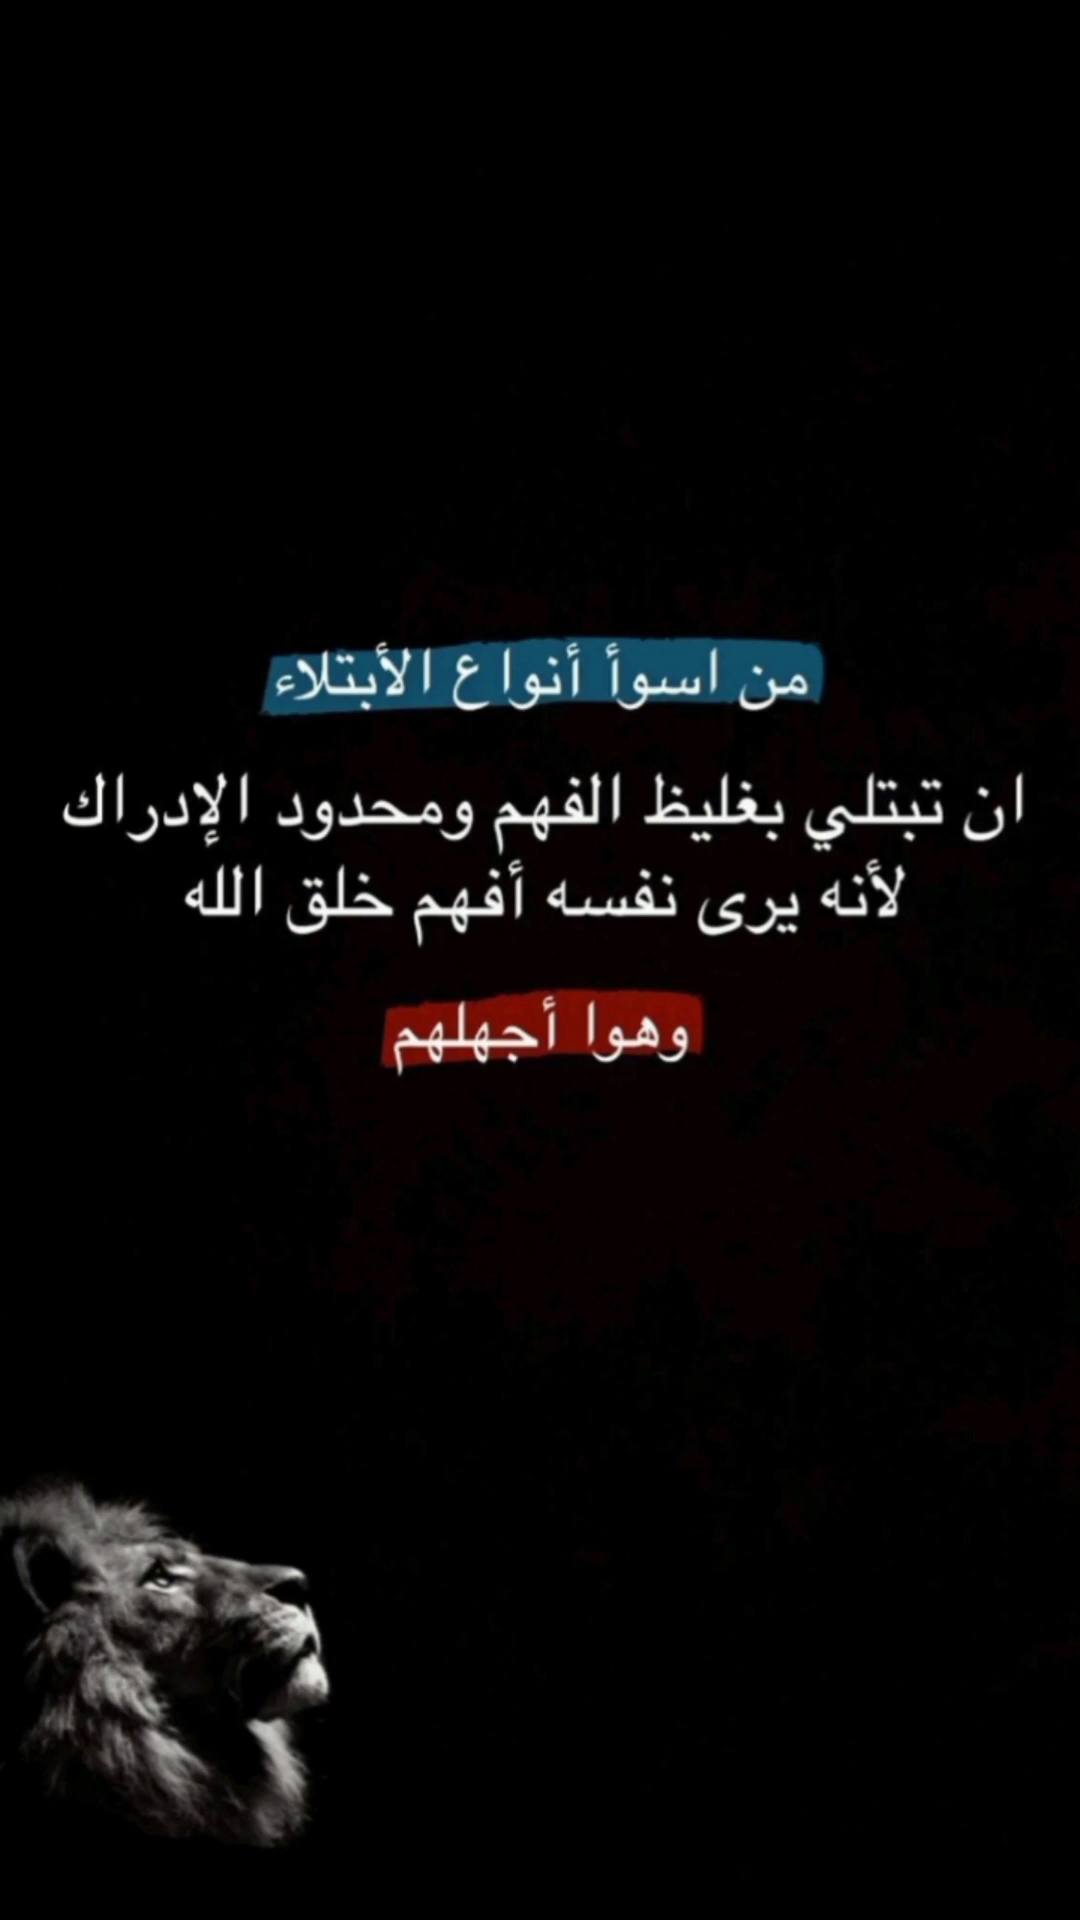 من اسوأ أنواع الأبتلاء
ان تبتلي بغليظ الفهم ومحدود الإدراك
لأنه يرى نفسه أفهم خلق الله
وهوا أجهلهم